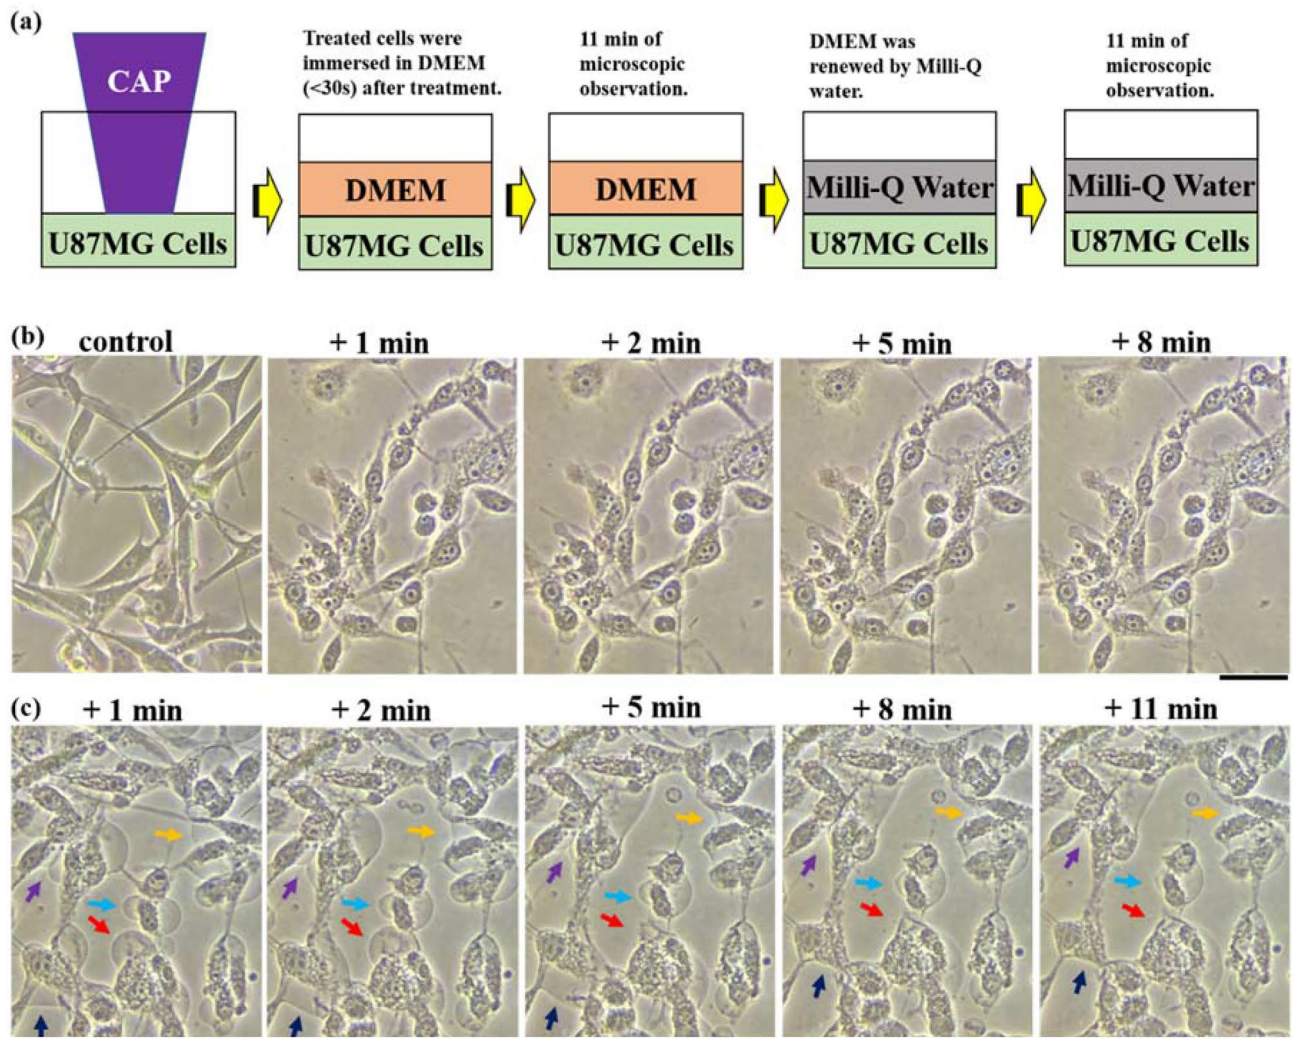 (a)
CAP
U87MG Cells
Treated cells were
immersed in DMEM
(<30s) after treatment.
DMEM
U87MG Cells
11 min of
microscopic
observation.
DMEM
U87MG Cells
DMEM was
renewed by Milli-Q
water.
Milli-Q Water
U87MG Cells
11 min of
microscopic
observation.
Milli-Q Water
U87MG Cells
(b)
control
+ 1 min
+ 2 min
+ 5 min
+ 8 min
(c)
+ 1 min
+ 2 min
+ 5 min
+ 8 min
+ 11 min